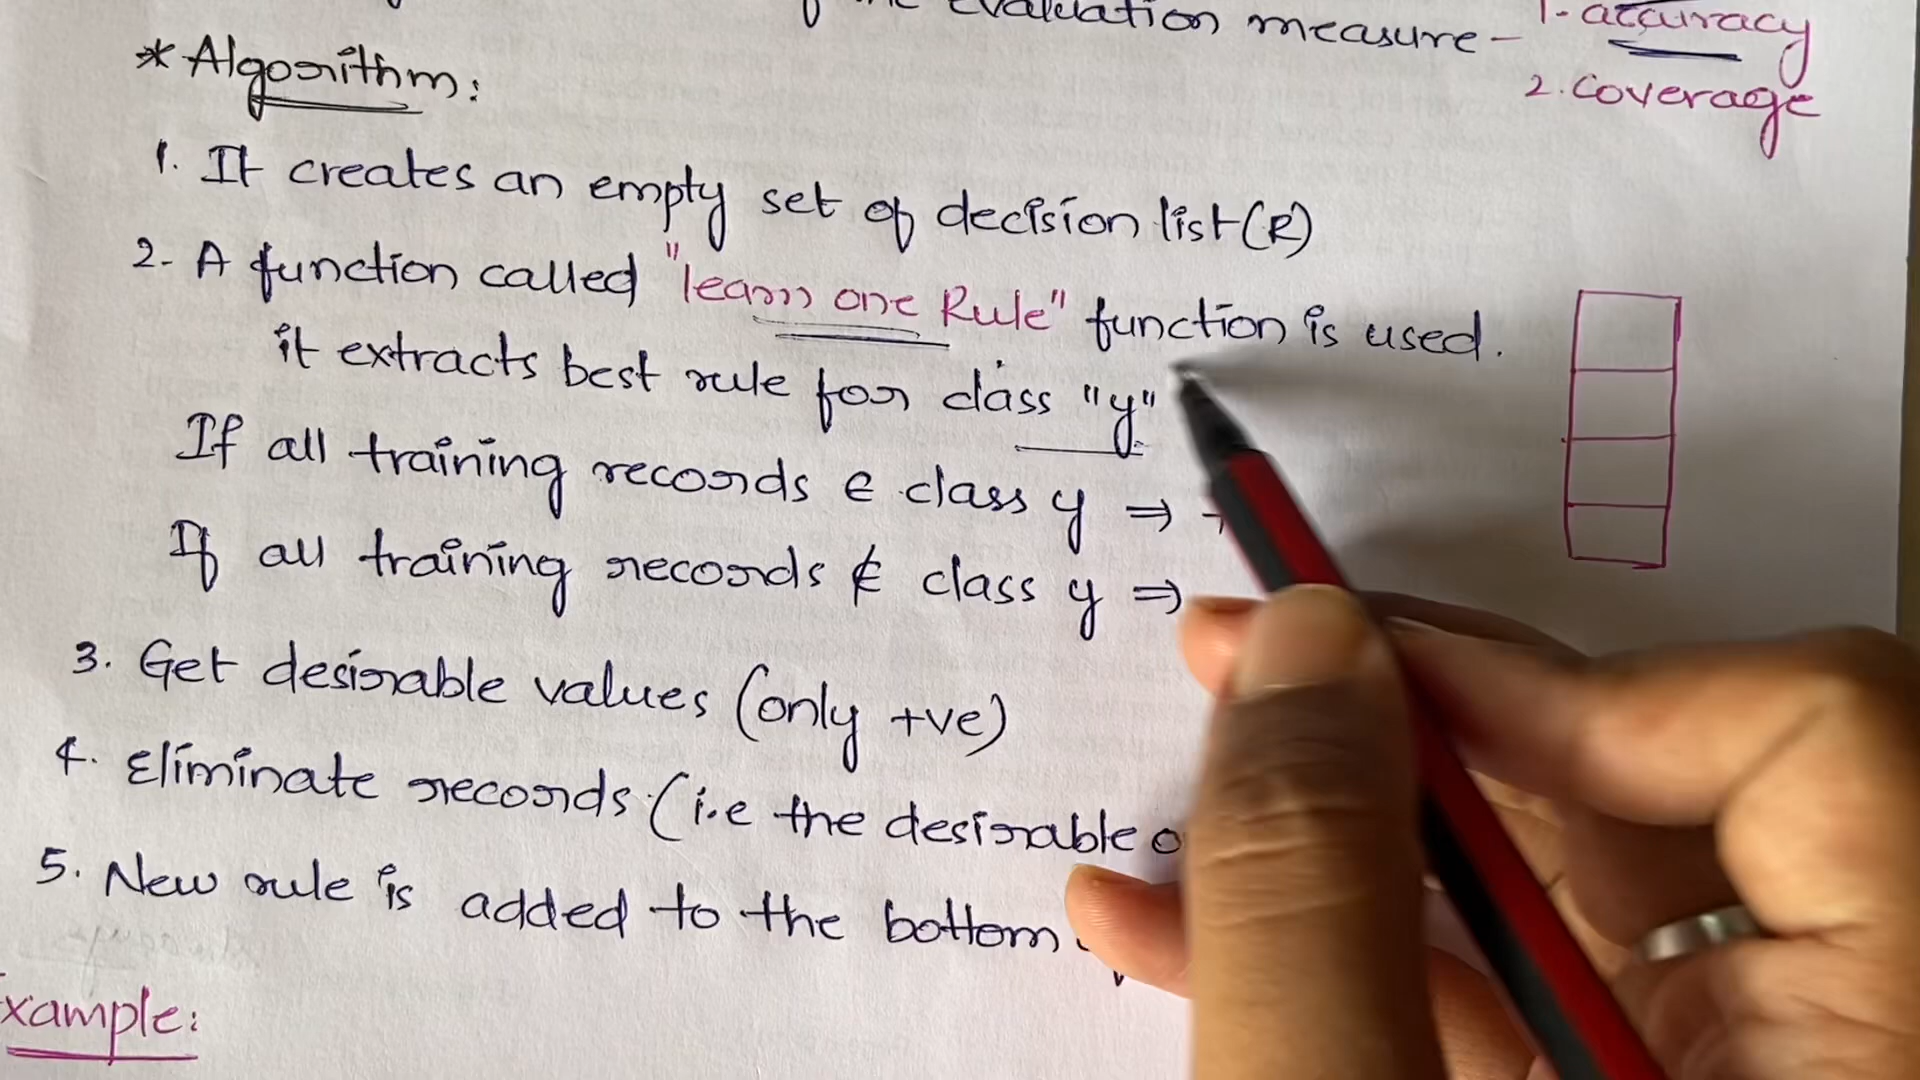 evaluation measure - 1. accuracy
2. coverage
* Algorithm:
1. It creates an empty set of decision list (R)
2. A function called "learn one Rule" function is used.
it extracts best rule for class "y"
If all training records ∈ class y ⇒
If all training records ∉ class y ⇒
3. Get desirable values (only +ve)
4. Eliminate records (i.e the desirable
5. New rule is added to the bottom
xample: